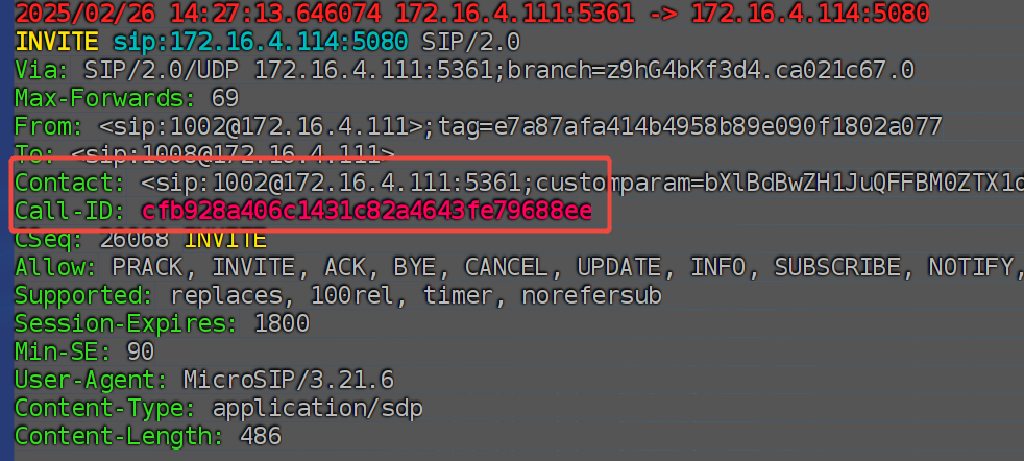 2025/02/26 14:27:13.646074 172.16.4.111:5361 -> 172.16.4.114:5080
INVITE sip:172.16.4.114:5080 SIP/2.0
Via: SIP/2.0/UDP 172.16.4.111:5361;branch=z9hG4bKf3d4.ca021c67.0
Max-Forwards: 69
From: <sip:1002@172.16.4.111>;tag=e7a87afa414b4958b89e090f1802a077
To: <sip:1008@172.16.4.111>
Contact: <sip:1002@172.16.4.111:5361;customparam=bXlBdBwZH1JuQFFBM0ZTX1c
Call-ID: cfb928a406c1431c82a4643fe79688ee
CSeq: 26068 INVITE
Allow: PRACK, INVITE, ACK, BYE, CANCEL, UPDATE, INFO, SUBSCRIBE, NOTIFY,
Supported: replaces, 100rel, timer, norefersub
Session-Expires: 1800
Min-SE: 90
User-Agent: MicroSIP/3.21.6
Content-Type: application/sdp
Content-Length: 486